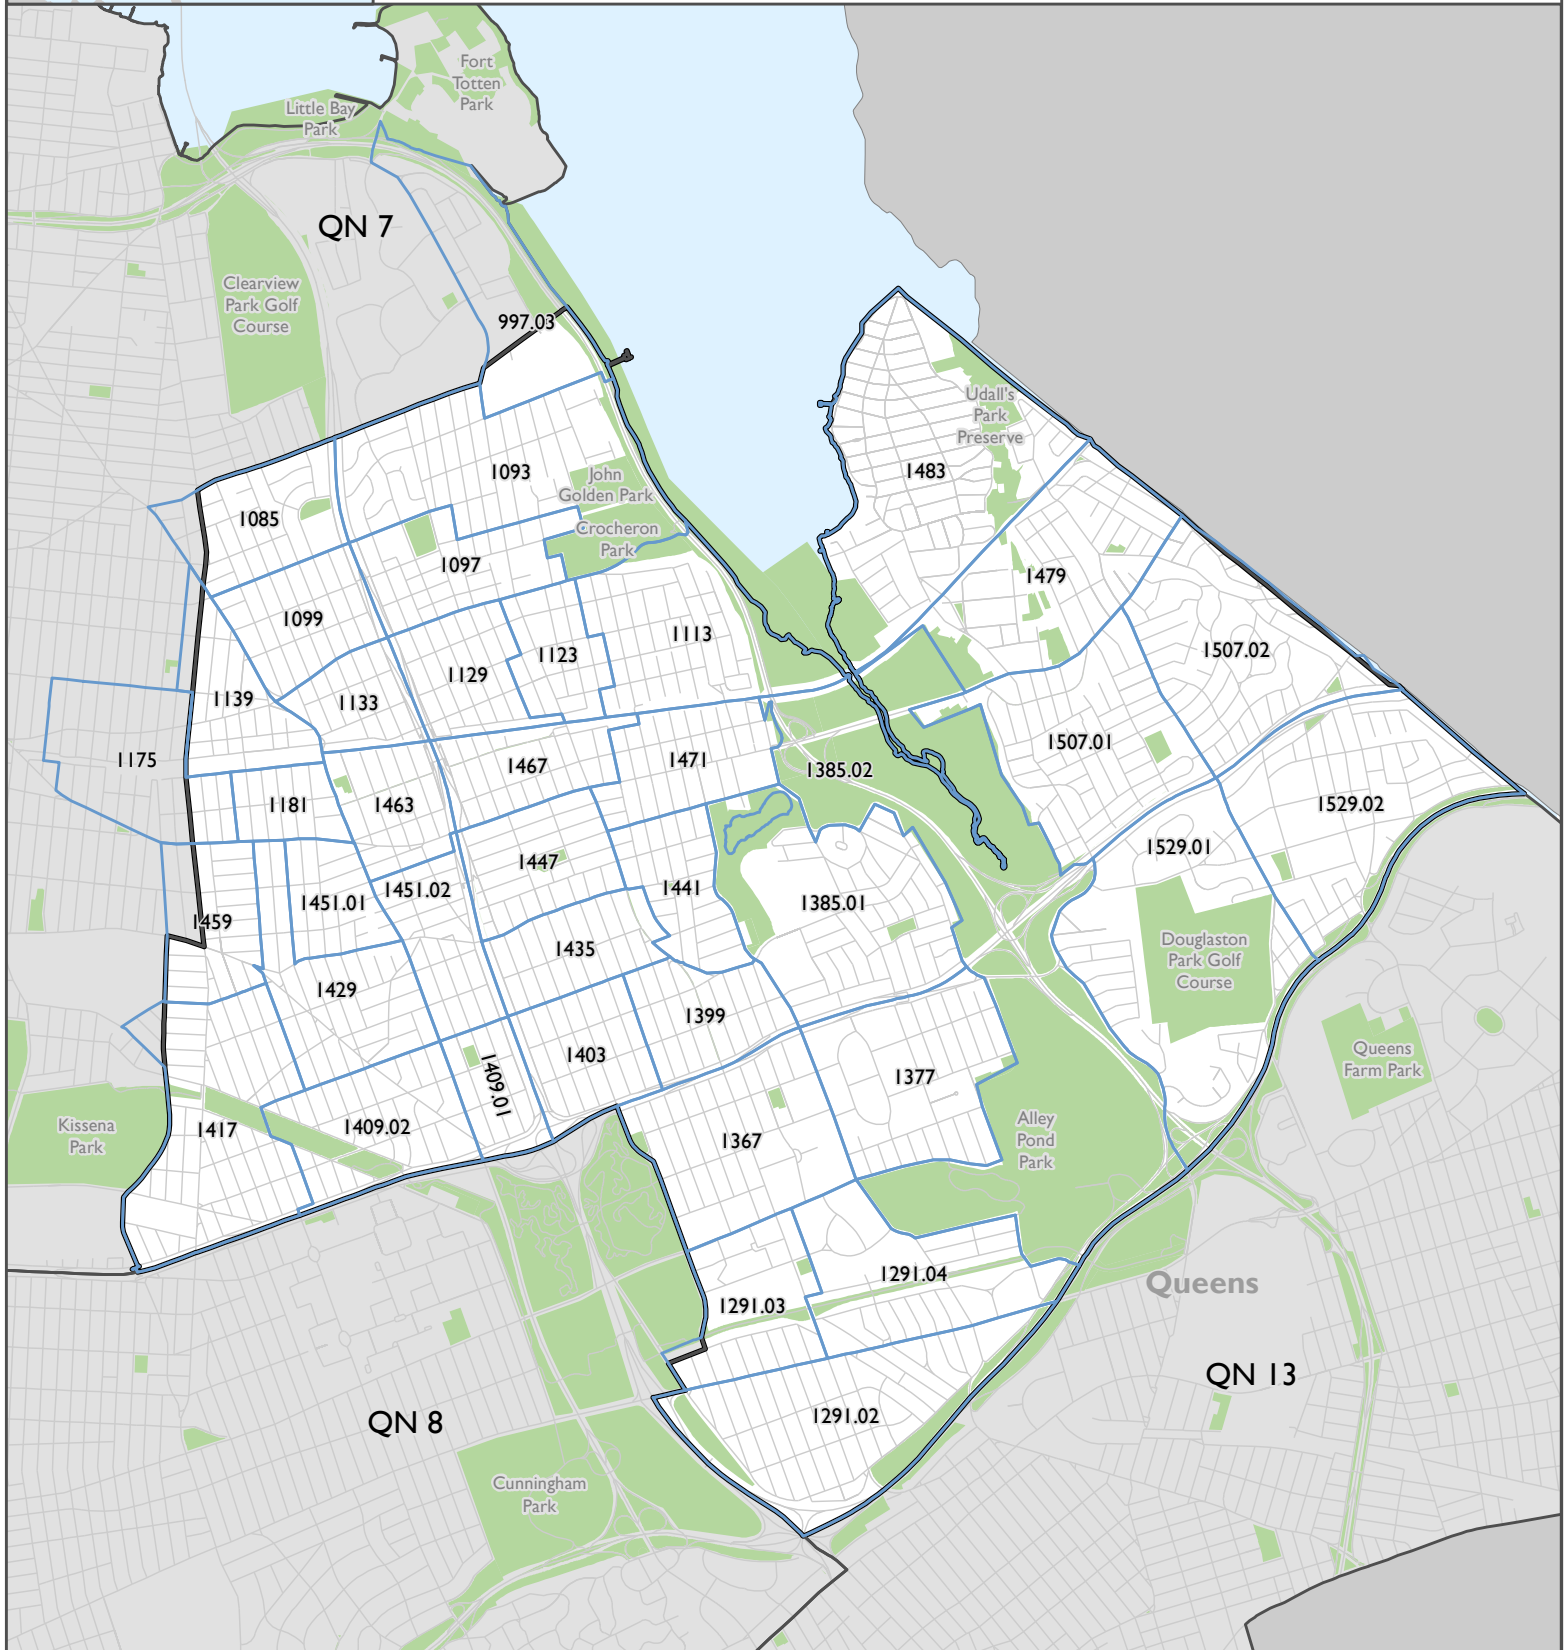 Fort
Totten
Park
Little Bay
Park
QN 7
Clearview
Park Golf
Course
997.03
Udall's
Park
Preserve
1093
1483
John
Golden Park
1085
Crocheron
Park
1097
1479
1099
1113
1123
1507.02
1129
1139
1133
1507.01
1175
1467
1471
1385.02
1181
1463
1529.02
1529.01
1447
1441
1451.02
1451.01
1385.01
1459
1435
Douglaston
Park Golf
Course
1429
1399
1403
Queens
Farm Park
1409.01
1377
Kissena
Park
1417
1409.02
1367
Alley
Pond
Park
1291.04
Queens
1291.03
QN 13
QN 8
1291.02
Cunningham
Park